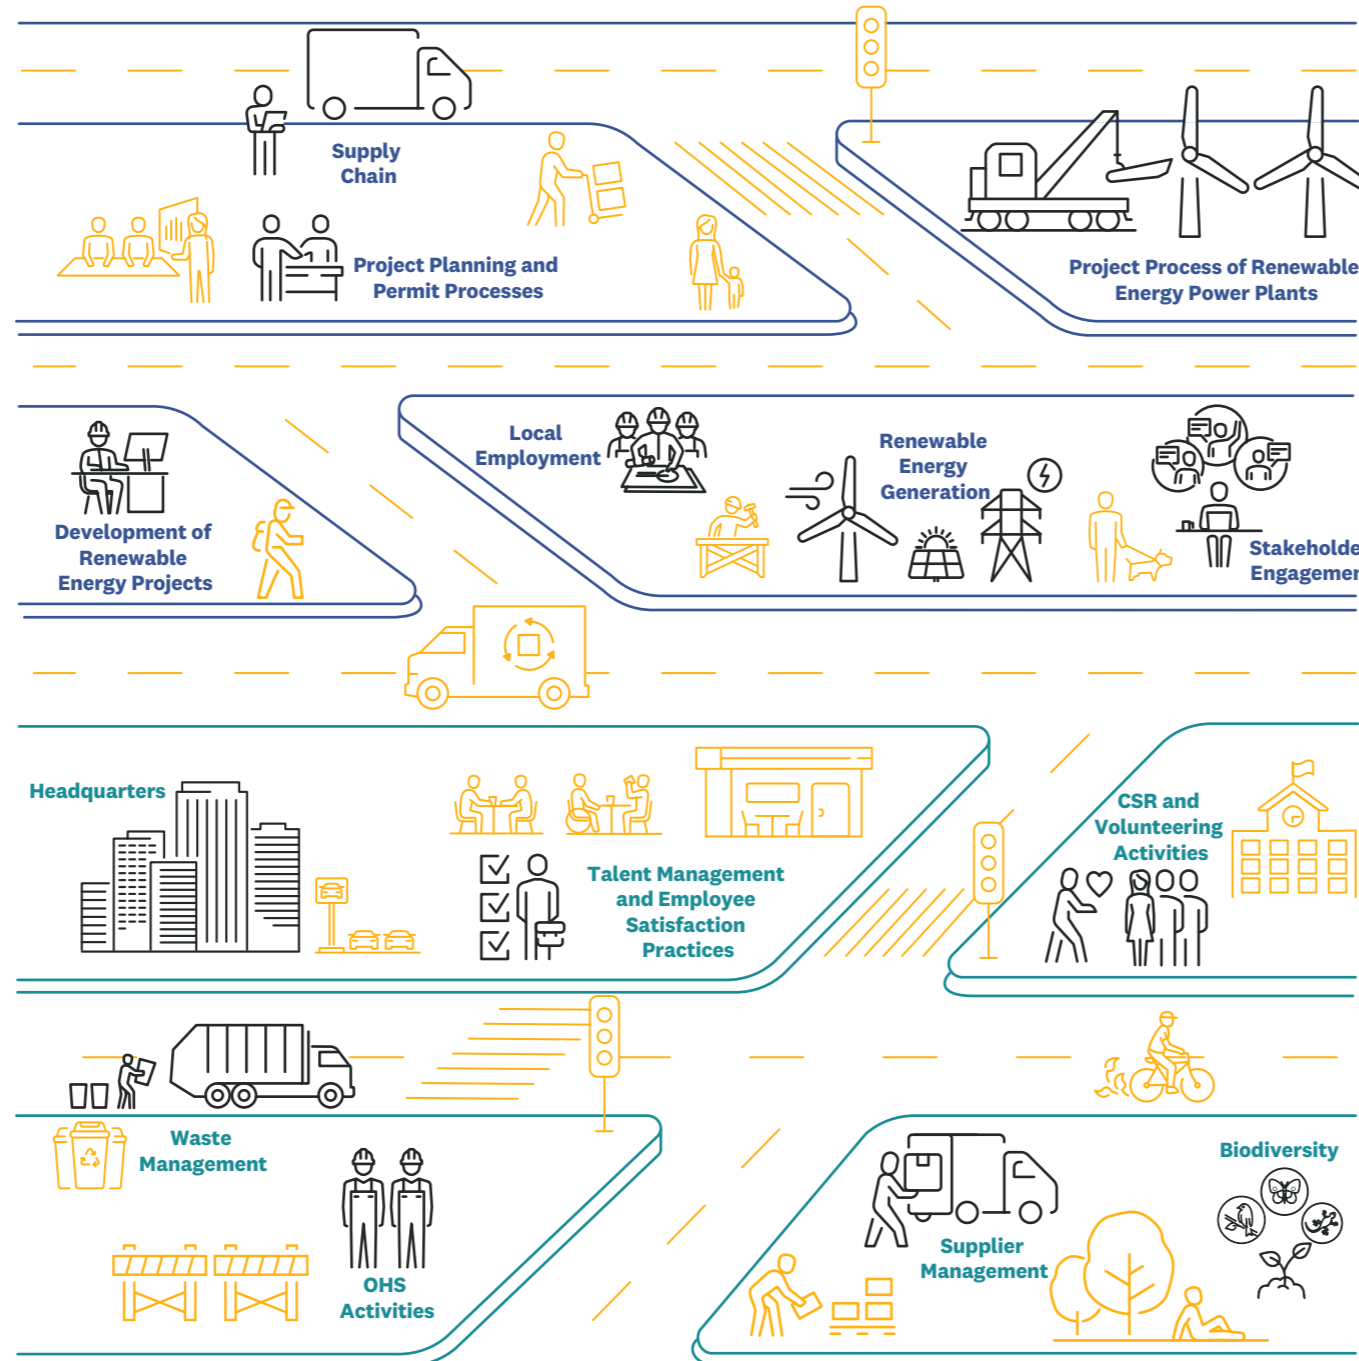 Supply
Chain
Project Planning and
Permit Processes
Project Process of Renewable
Energy Power Plants
Development of
Renewable
Energy Projects
Local
Employment
Renewable
Energy
Generation
Stakeholde
Engagemen
Headquarters
Talent Management
and Employee
Satisfaction
Practices
CSR and
Volunteering
Activities
Waste
Management
OHS
Activities
Supplier
Management
Biodiversity